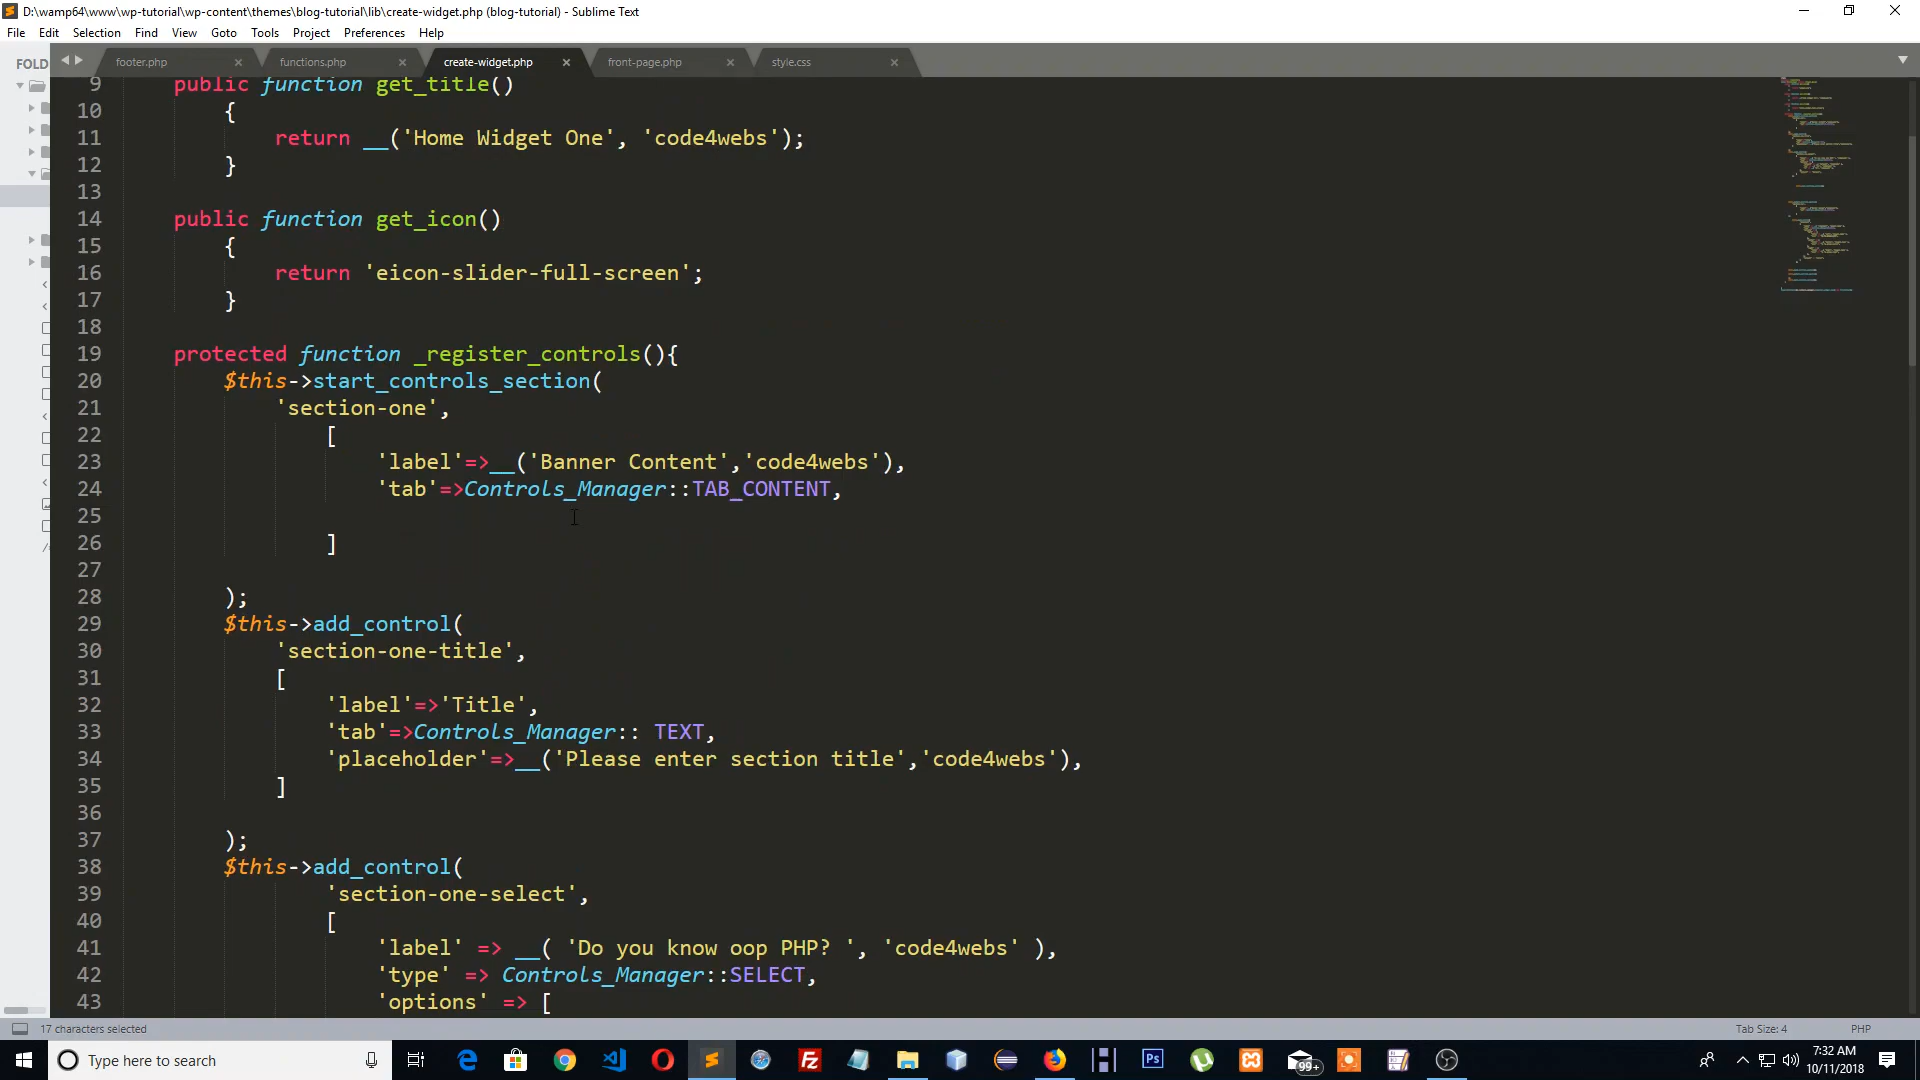 D:\wamp64\www\wp-tutorial\wp-content\themes\blog-tutorial\lib\create-widget.php (blog-tutorial) - Sublime Text
File Edit Selection Find View Goto Tools Project Preferences Help
FOLD
footer.php functions.php create-widget.php front-page.php style.css
9 public function get_title()
10 {
11 return __('Home Widget One', 'code4webs');
12 }
13
14 public function get_icon()
15 {
16 return 'eicon-slider-full-screen';
17 }
18
19 protected function _register_controls(){
20 $this->start_controls_section(
21 'section-one',
22 [
23 'label'=>__('Banner Content','code4webs'),
24 'tab'=>Controls_Manager::TAB_CONTENT,
25
26 ]
27
28 );
29 $this->add_control(
30 'section-one-title',
31 [
32 'label'=>'Title',
33 'tab'=>Controls_Manager:: TEXT,
34 'placeholder'=>__('Please enter section title','code4webs'),
35 ]
36
37 );
38 $this->add_control(
39 'section-one-select',
40 [
41 'label' => __( 'Do you know oop PHP? ', 'code4webs' ),
42 'type' => Controls_Manager::SELECT,
43 'options' => [
17 characters selected Tab Size: 4 PHP
Type here to search
99+
7:32 AM
10/11/2018